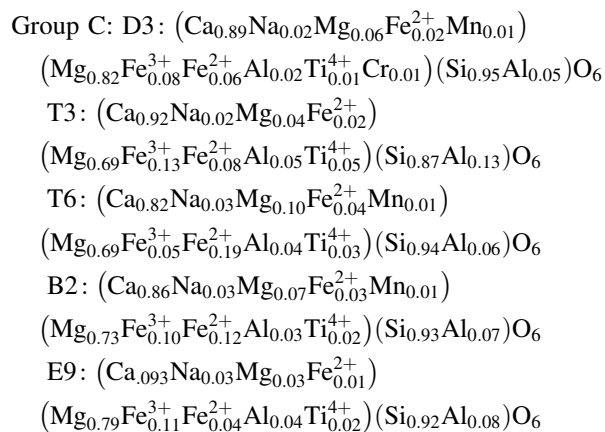 Group C: D3: (Ca₀.₈₉Na₀.₀₂Mg₀.₀₆Fe²⁺₀.₀₂Mn₀.₀₁)
(Mg₀.₈₂Fe³⁺₀.₀₈Fe²⁺₀.₀₆Al₀.₀₂Ti⁴⁺₀.₀₁Cr₀.₀₁)(Si₀.₉₅Al₀.₀₅)O₆
T3: (Ca₀.₉₂Na₀.₀₂Mg₀.₀₄Fe²⁺₀.₀₂)
(Mg₀.₆₉Fe³⁺₀.₁₃Fe²⁺₀.₀₈Al₀.₀₅Ti⁴⁺₀.₀₅)(Si₀.₈₇Al₀.₁₃)O₆
T6: (Ca₀.₈₂Na₀.₀₃Mg₀.₁₀Fe²⁺₀.₀₄Mn₀.₀₁)
(Mg₀.₆₉Fe³⁺₀.₀₅Fe²⁺₀.₁₉Al₀.₀₄Ti⁴⁺₀.₀₃)(Si₀.₉₄Al₀.₀₆)O₆
B2: (Ca₀.₈₆Na₀.₀₃Mg₀.₀₇Fe²⁺₀.₀₃Mn₀.₀₁)
(Mg₀.₇₃Fe³⁺₀.₁₀Fe²⁺₀.₁₂Al₀.₀₃Ti⁴⁺₀.₀₂)(Si₀.₉₃Al₀.₀₇)O₆
E9: (Ca.₀₉₃Na₀.₀₃Mg₀.₀₃Fe²⁺₀.₀₁)
(Mg₀.₇₉Fe³⁺₀.₁₁Fe²⁺₀.₀₄Al₀.₀₄Ti⁴⁺₀.₀₂)(Si₀.₉₂Al₀.₀₈)O₆